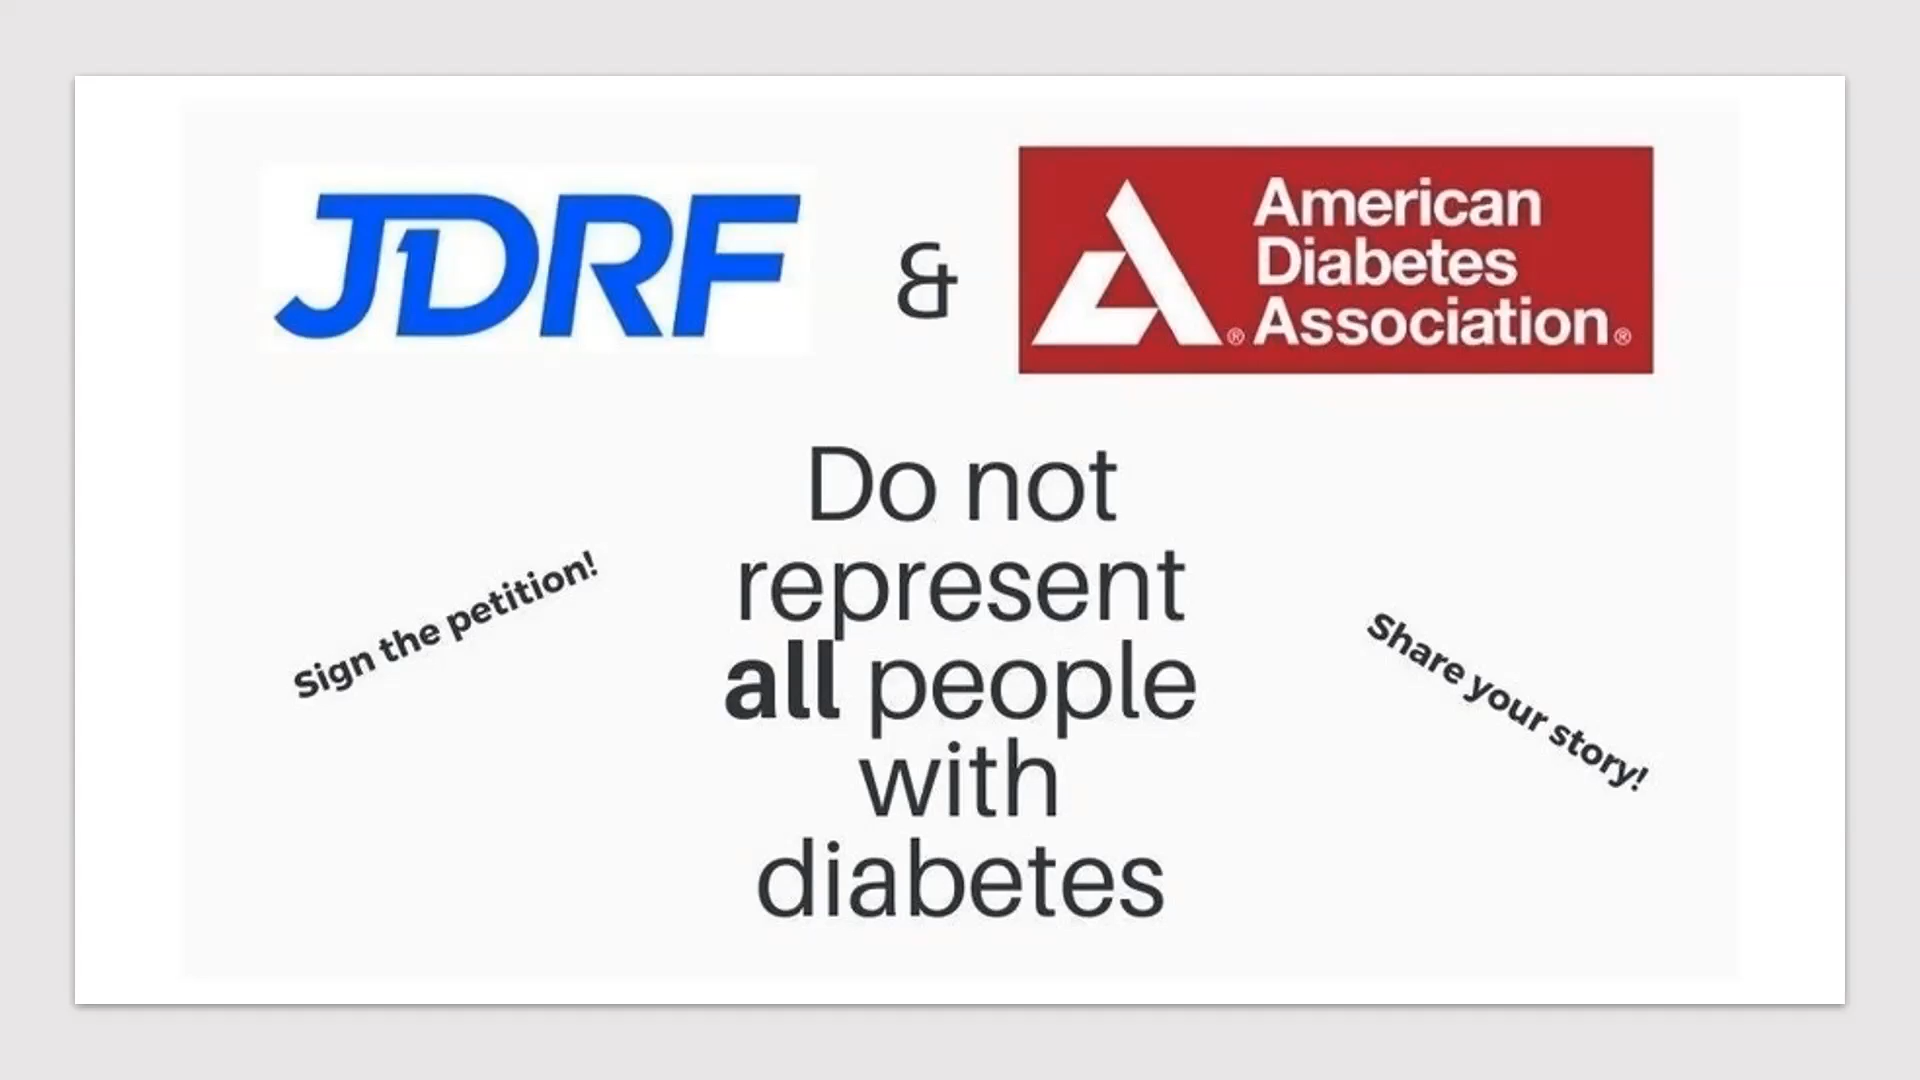 JDRF
&
American
Diabetes
® Association®
Do not
represent
all people
with
diabetes
Sign the petition!
Share your story!